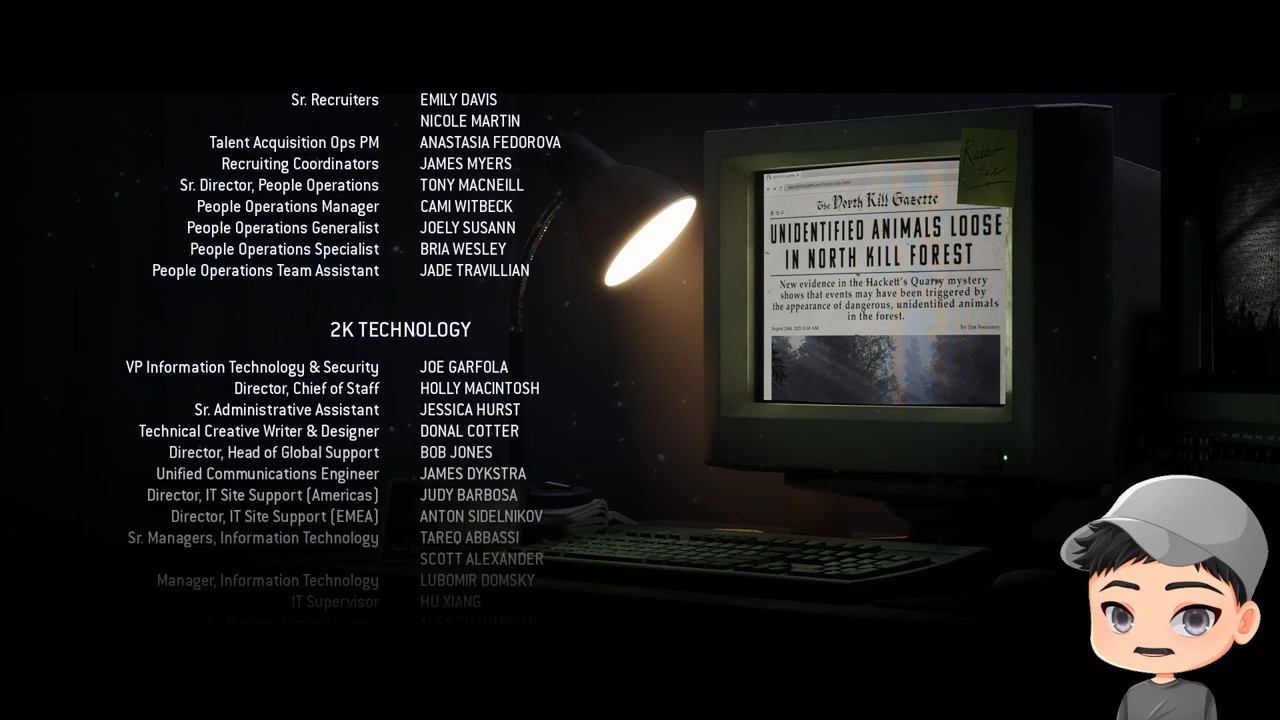 Sr. Recruiters EMILY DAVIS
NICOLE MARTIN
Talent Acquisition Ops PM ANASTASIA FEDOROVA
Recruiting Coordinators JAMES MYERS
Sr. Director, People Operations TONY MACNEILL
People Operations Manager CAMI WITBECK
People Operations Generalist JOELY SUSANN
People Operations Specialist BRIA WESLEY
People Operations Team Assistant JADE TRAVILLIAN
2K TECHNOLOGY
VP Information Technology & Security JOE GARFOLA
Director, Chief of Staff HOLLY MACINTOSH
Sr. Administrative Assistant JESSICA HURST
Technical Creative Writer & Designer DONAL COTTER
Director, Head of Global Support BOB JONES
Unified Communications Engineer JAMES DYKSTRA
Director, IT Site Support (Americas) JUDY BARBOSA
Director, IT Site Support (EMEA) ANTON SIDELNIKOV
Sr. Managers, Information Technology TAREQ ABBASSI
SCOTT ALEXANDER
Manager, Information Technology LUBOMIR DOMSKY
IT Supervisor HU XIANG
Rabbit
Hole
The North Kill Gazette
UNIDENTIFIED ANIMALS LOOSE
IN NORTH KILL FOREST
New evidence in the Hackett's Quarry mystery
shows that events may have been triggered by
the appearance of dangerous, unidentified animals
in the forest.
by Jim Sweeney